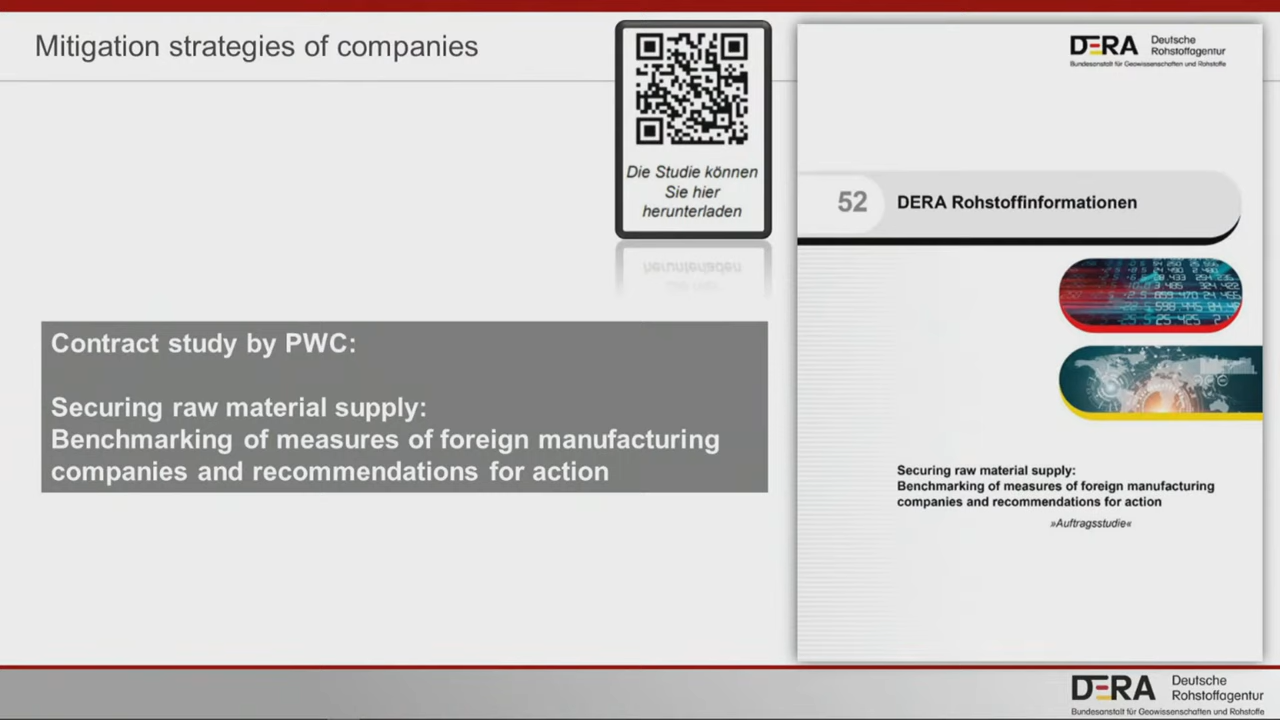 Mitigation strategies of companies
Die Studie können
Sie hier
herunterladen
Contract study by PWC:
Securing raw material supply:
Benchmarking of measures of foreign manufacturing
companies and recommendations for action
DERA Deutsche
Rohstoffagentur
Bundesanstalt für Geowissenschaften und Rohstoffe
52 DERA Rohstoffinformationen
Securing raw material supply:
Benchmarking of measures of foreign manufacturing
companies and recommendations for action
»Auftragsstudie«
DERA Deutsche
Rohstoffagentur
Bundesanstalt für Geowissenschaften und Rohstoffe